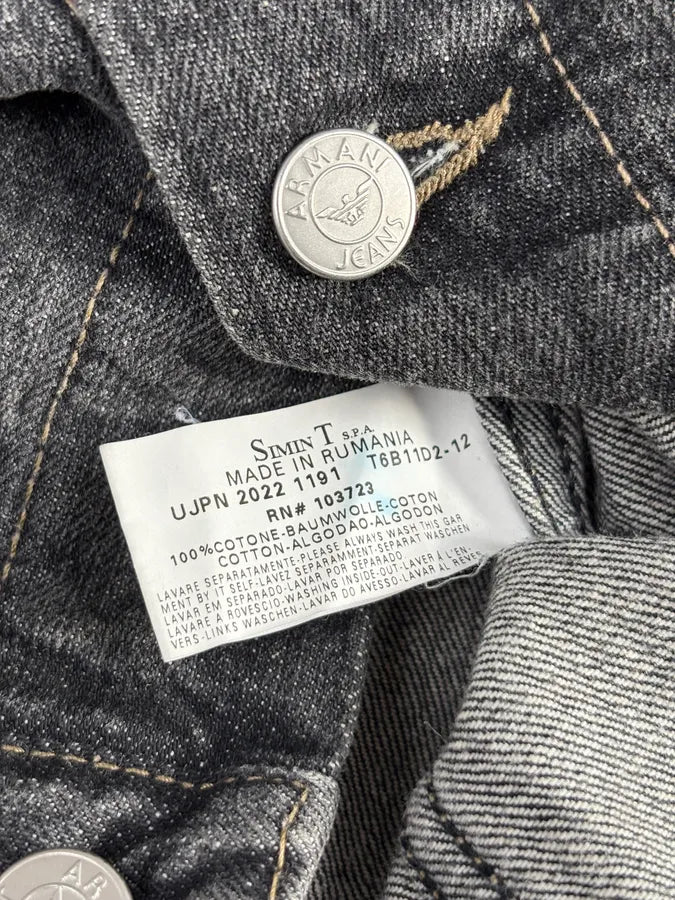 ARMANI
JEANS
SIMIN T S.P.A.
MADE IN RUMANIA
UJPN 2022 1191 T6B11D2-12
RN# 103723
100%COTONE-BAUMWOLLE-COTON
COTTON-ALGODAO-ALGODON
LAVARE SEPARATAMENTE-PLEASE ALWAYS WASH THIS GAR
MENT BY IT SELF-LAVEZ SEPARAMMENT-SEPARAT WASCHEN
LAVAR EM SEPARADO-LAVAR POR SEPARADO
LAVARE A ROVESCIO-WASHING INSIDE-OUT-LAVER À L'EN
VERS-LINKS WASCHEN-LAVAR DO AVESSO-LAVAR AL REVES
AR